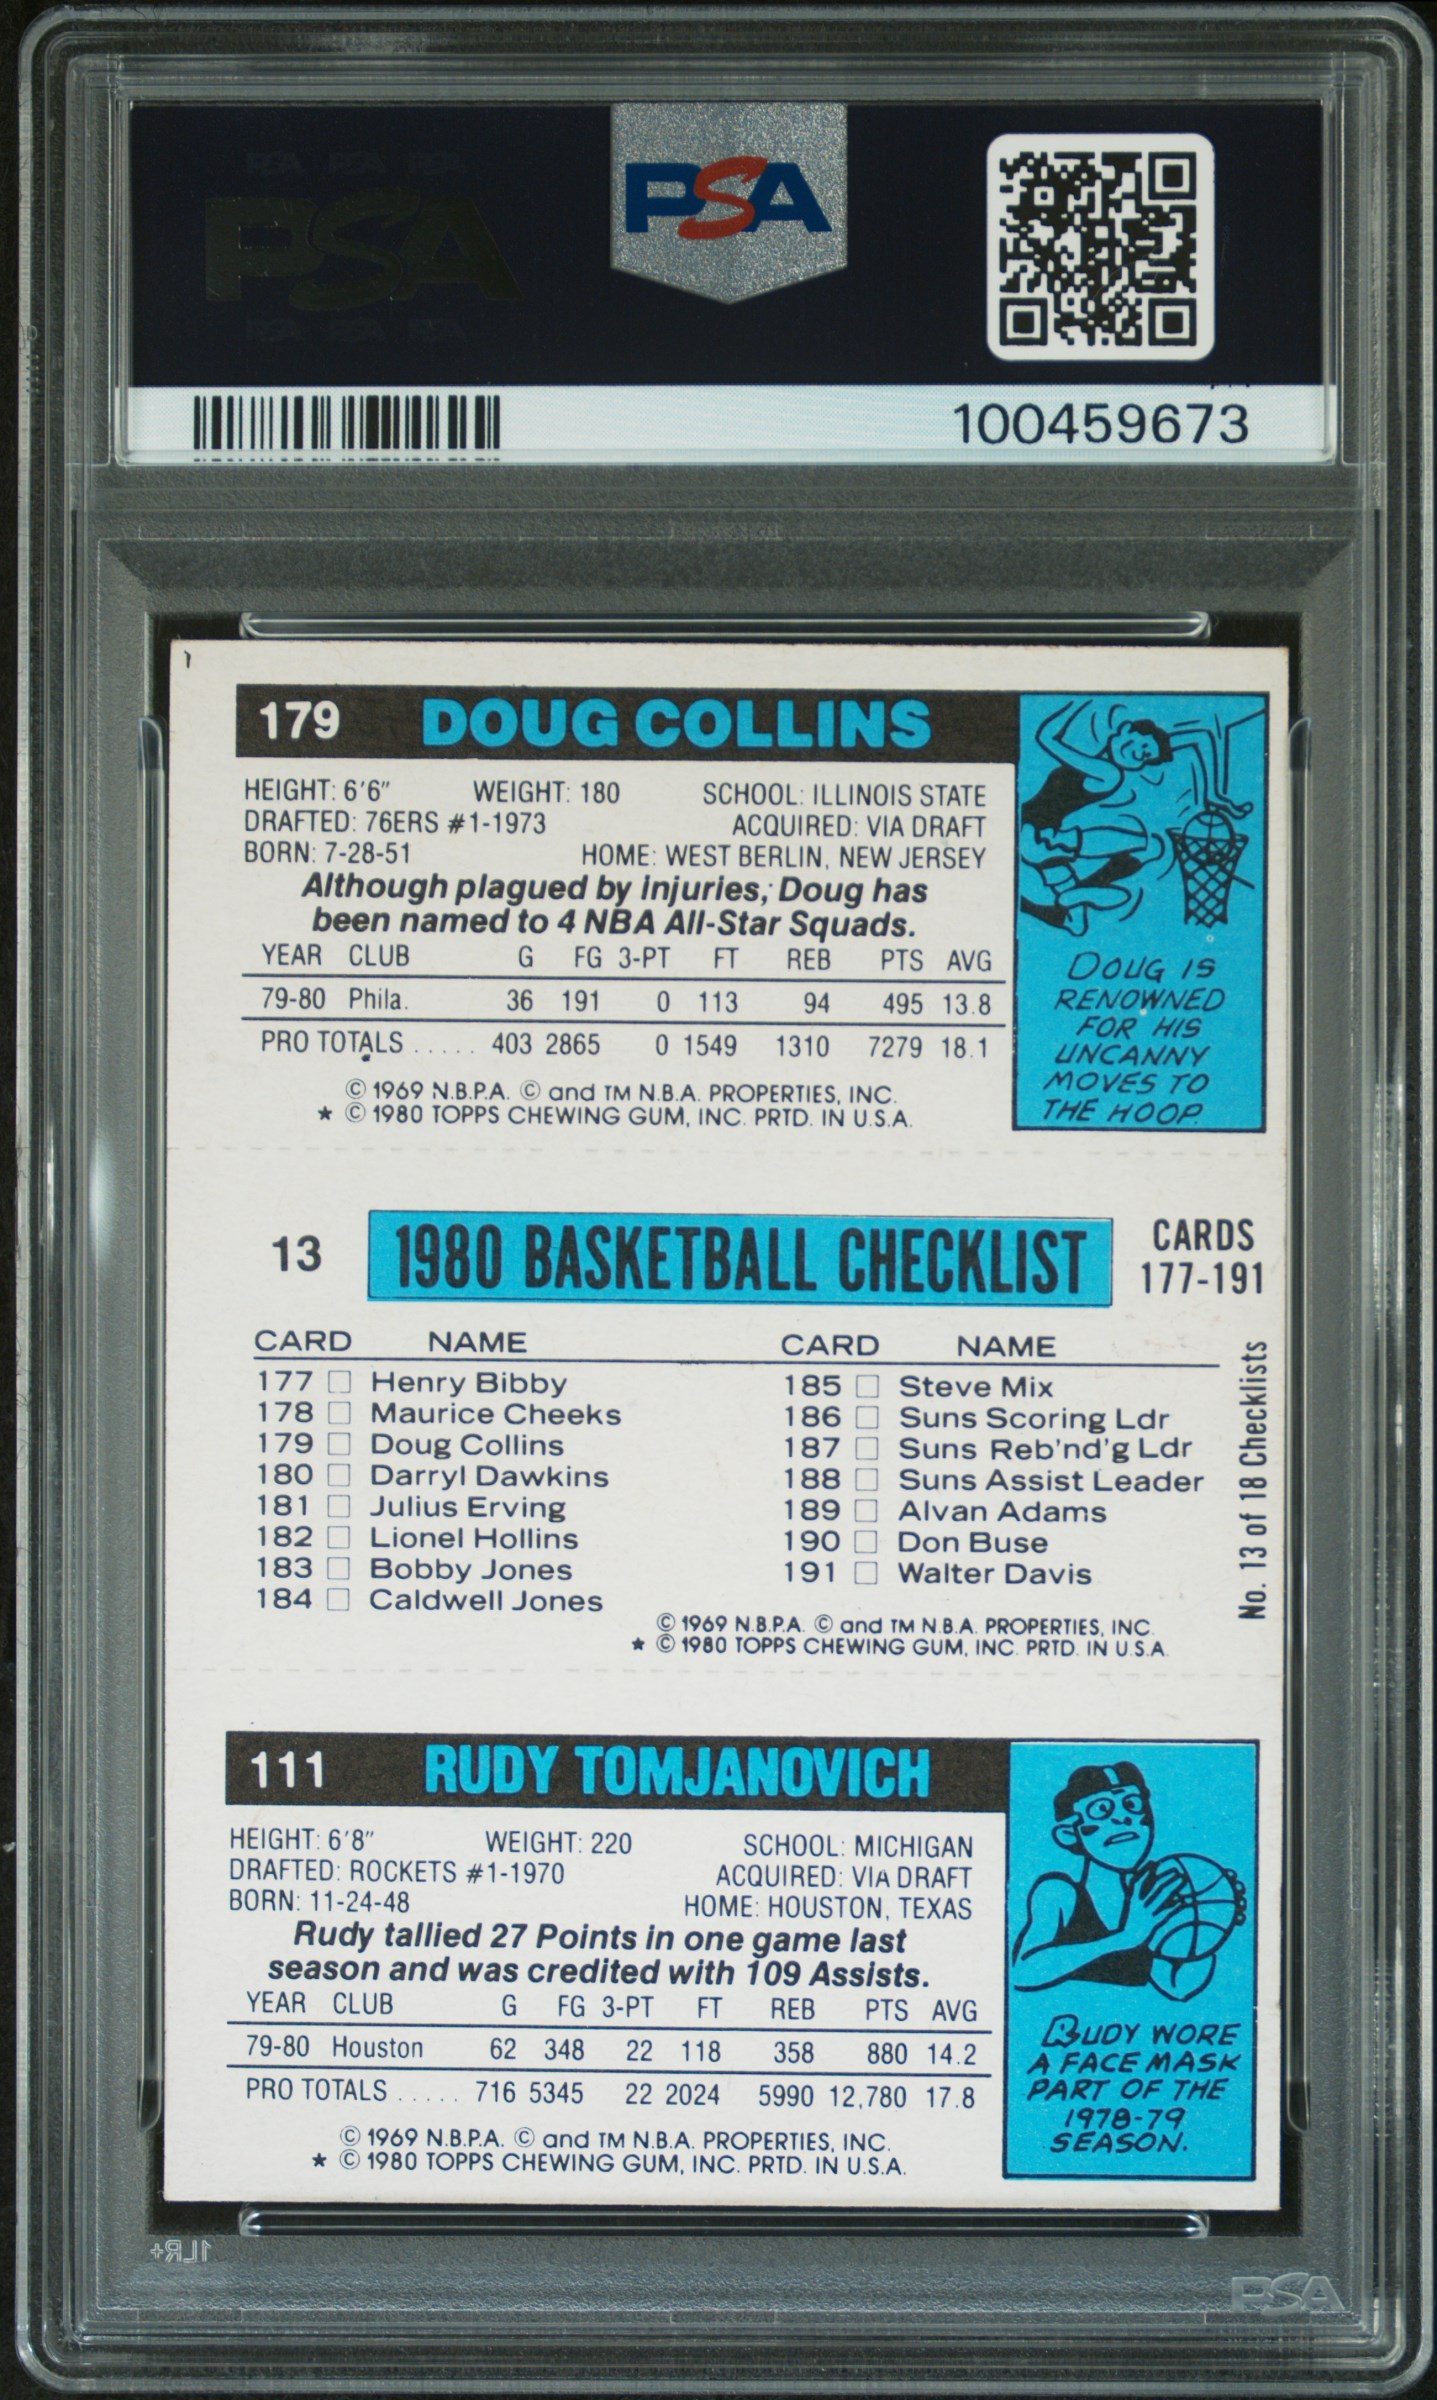 PSA
PSA
100459673
179 DOUG COLLINS
HEIGHT: 6'6" WEIGHT: 180 SCHOOL: ILLINOIS STATE
DRAFTED: 76ERS #1-1973 ACQUIRED: VIA DRAFT
BORN: 7-28-51 HOME: WEST BERLIN, NEW JERSEY
Although plagued by injuries, Doug has
been named to 4 NBA All-Star Squads.
YEAR CLUB G FG 3-PT FT REB PTS AVG
79-80 Phila. 36 191 0 113 94 495 13.8
PRO TOTALS ..... 403 2865 0 1549 1310 7279 18.1
© 1969 N.B.P.A. © and TM N.B.A. PROPERTIES, INC.
★ © 1980 TOPPS CHEWING GUM, INC. PRTD. IN U.S.A.
DOUG IS
RENOWNED
FOR HIS
UNCANNY
MOVES TO
THE HOOP.
13 1980 BASKETBALL CHECKLIST CARDS
177-191
CARD NAME CARD NAME
177 □ Henry Bibby 185 □ Steve Mix
178 □ Maurice Cheeks 186 □ Suns Scoring Ldr
179 □ Doug Collins 187 □ Suns Reb'nd'g Ldr
180 □ Darryl Dawkins 188 □ Suns Assist Leader
181 □ Julius Erving 189 □ Alvan Adams
182 □ Lionel Hollins 190 □ Don Buse
183 □ Bobby Jones 191 □ Walter Davis
184 □ Caldwell Jones
© 1969 N.B.P.A. © and TM N.B.A. PROPERTIES, INC.
★ © 1980 TOPPS CHEWING GUM, INC. PRTD. IN U.S.A.
No. 13 of 18 Checklists
111 RUDY TOMJANOVICH
HEIGHT: 6'8" WEIGHT: 220 SCHOOL: MICHIGAN
DRAFTED: ROCKETS #1-1970 ACQUIRED: VIA DRAFT
BORN: 11-24-48 HOME: HOUSTON, TEXAS
Rudy tallied 27 Points in one game last
season and was credited with 109 Assists.
YEAR CLUB G FG 3-PT FT REB PTS AVG
79-80 Houston 62 348 22 118 358 880 14.2
PRO TOTALS ..... 716 5345 22 2024 5990 12,780 17.8
© 1969 N.B.P.A. © and TM N.B.A. PROPERTIES, INC.
★ © 1980 TOPPS CHEWING GUM, INC. PRTD. IN U.S.A.
RUDY WORE
A FACE MASK
PART OF THE
1978-79
SEASON.
1LR+
PSA